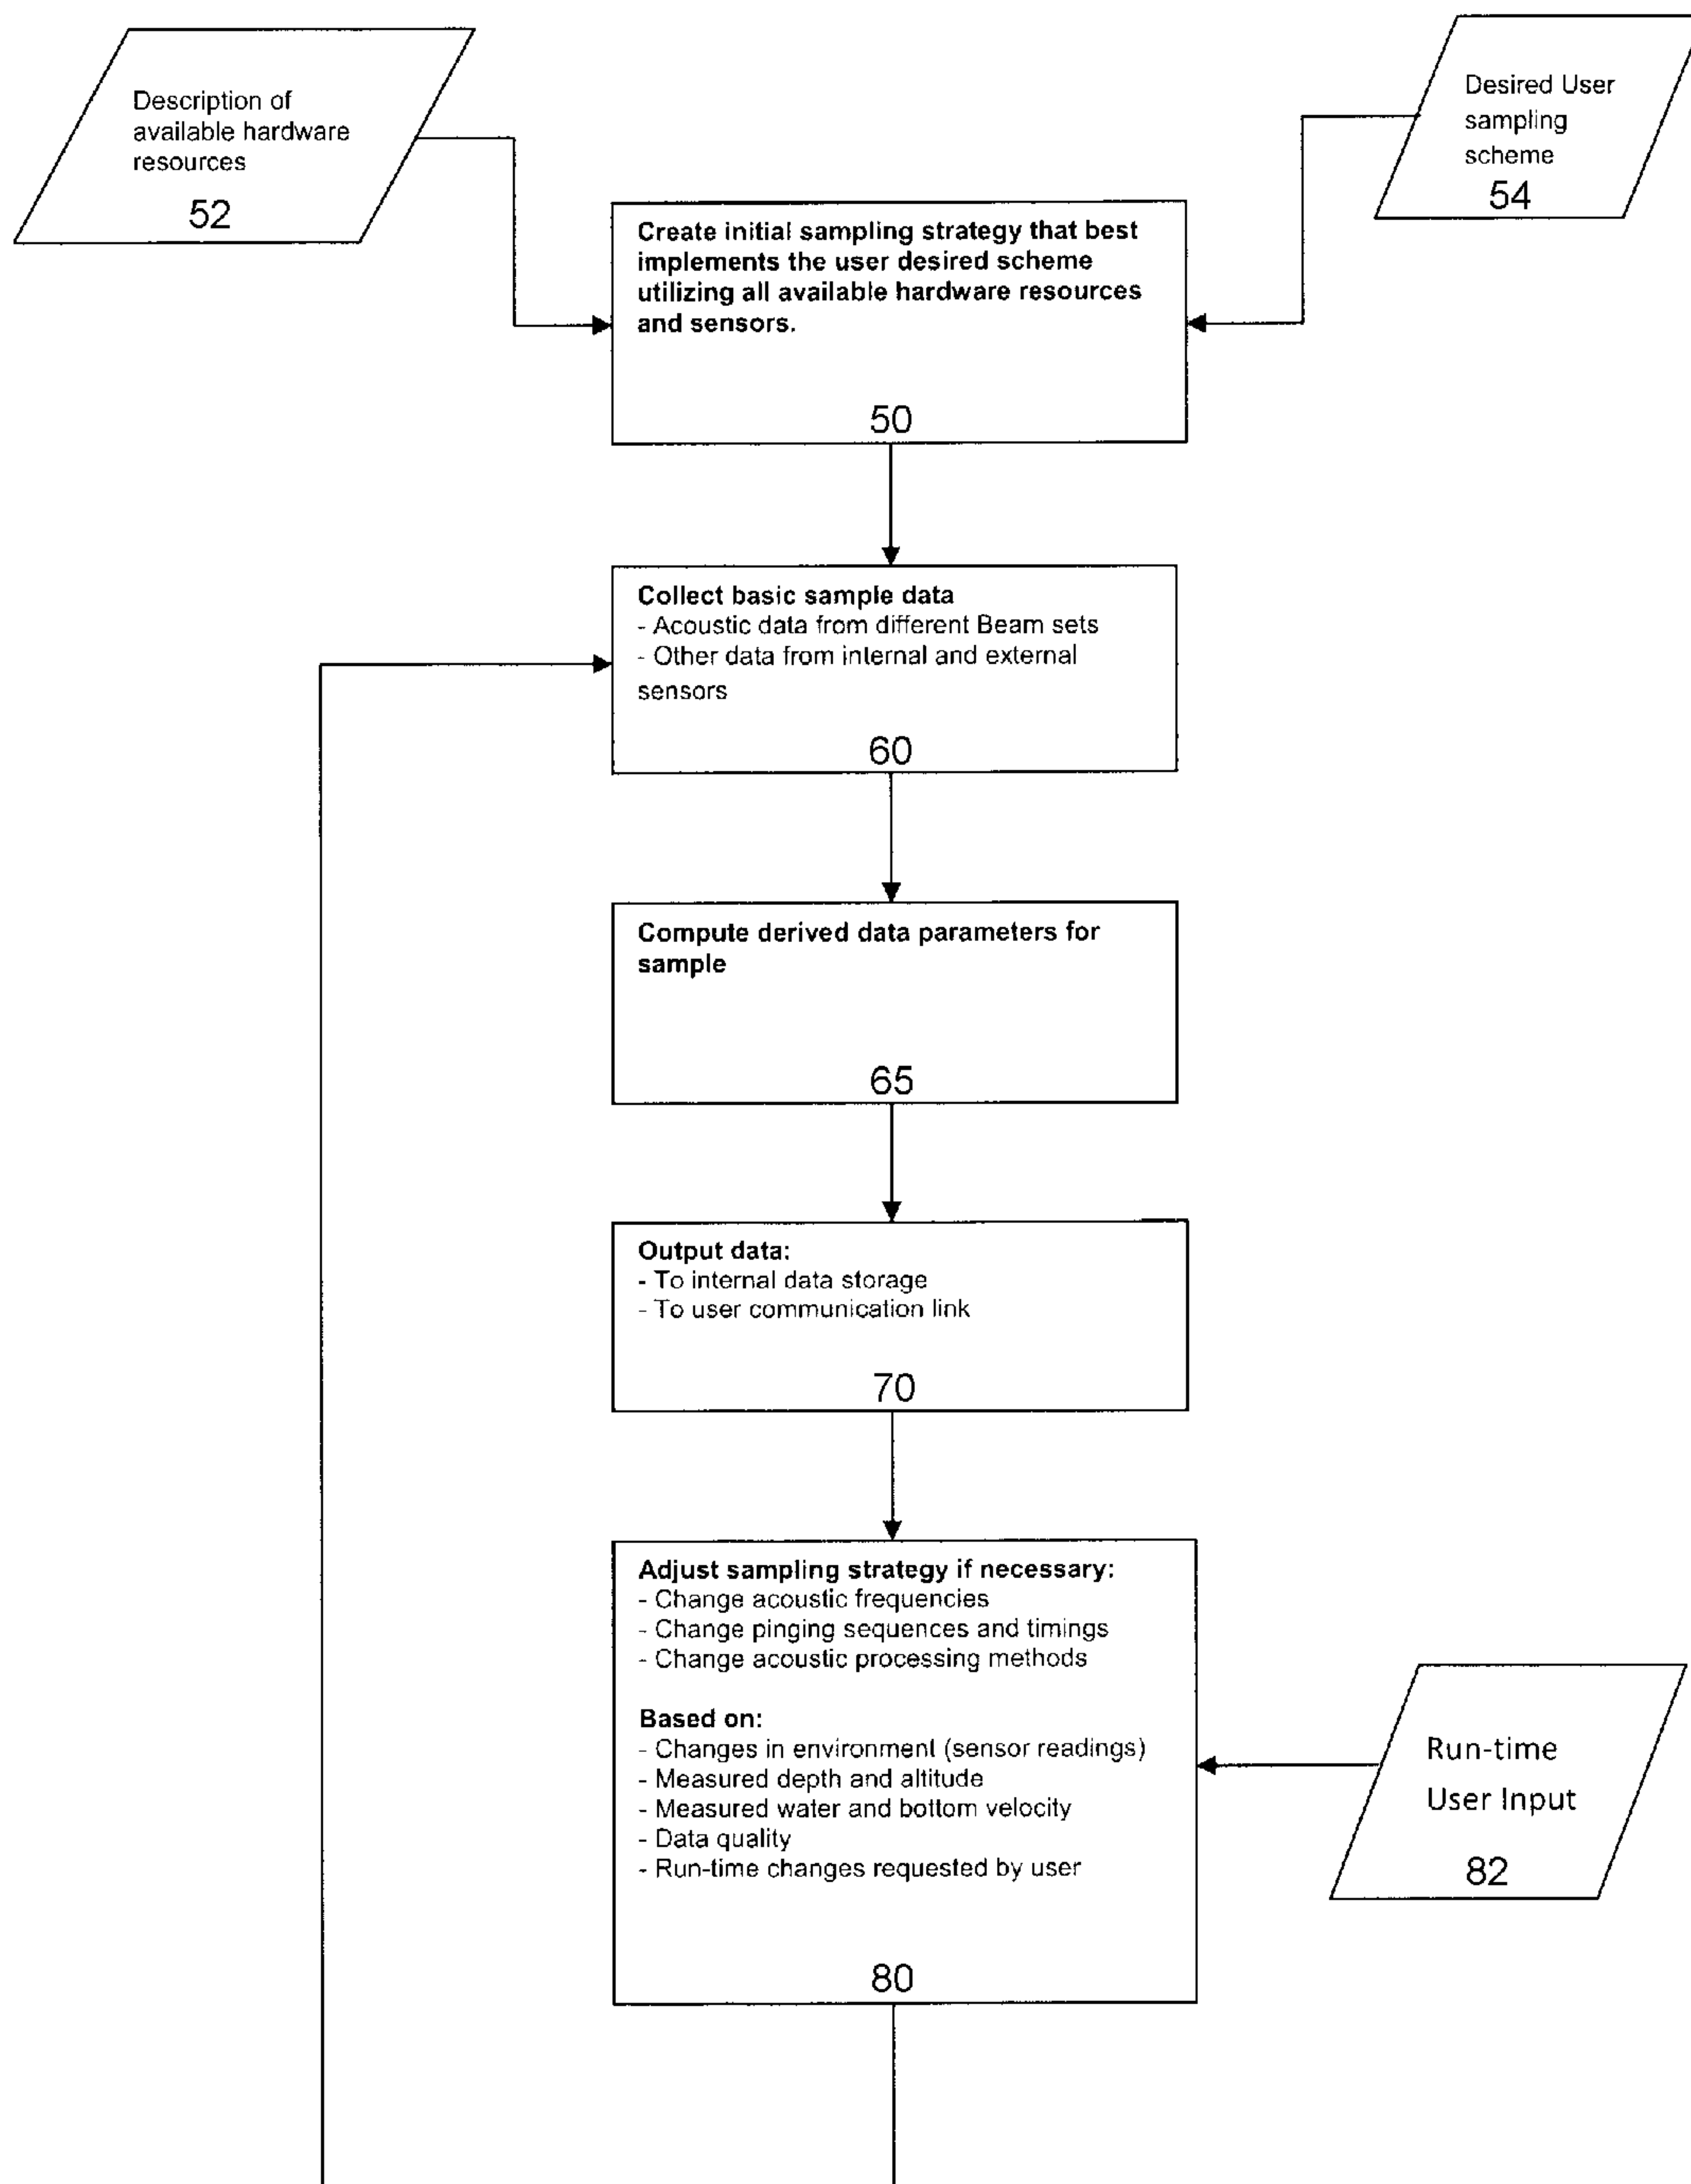 Description of
available hardware
resources
52
Desired User
sampling
scheme
54
Create initial sampling strategy that best
implements the user desired scheme
utilizing all available hardware resources
and sensors.
50
Collect basic sample data
- Acoustic data from different Beam sets
- Other data from internal and external
sensors
60
Compute derived data parameters for
sample
65
Output data:
- To internal data storage
- To user communication link
70
Adjust sampling strategy if necessary:
- Change acoustic frequencies
- Change pinging sequences and timings
- Change acoustic processing methods
Based on:
- Changes in environment (sensor readings)
- Measured depth and altitude
- Measured water and bottom velocity
- Data quality
- Run-time changes requested by user
80
Run-time
User Input
82